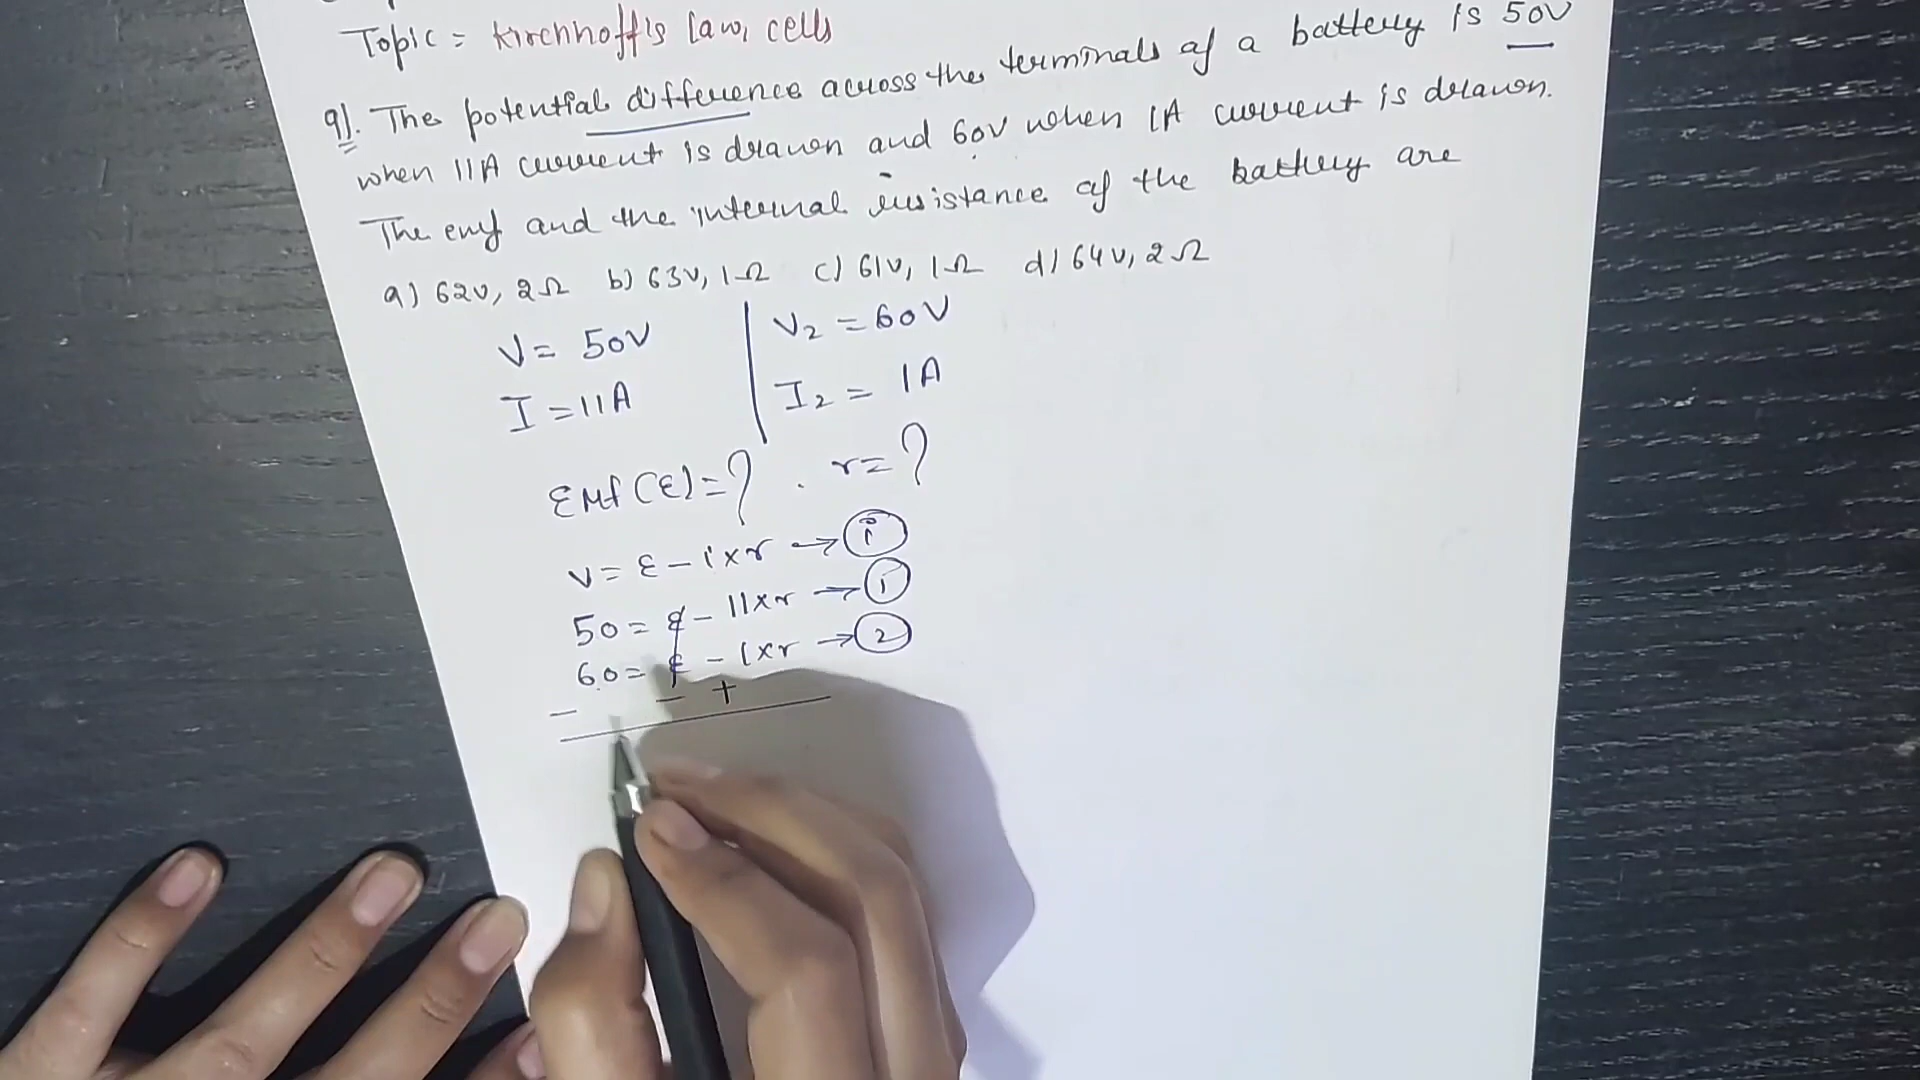 Topic = Kirchhoff's law, cells
9). The potential difference across the terminals of a battery is 50V
when 11A current is drawn and 60V when 1A current is drawn.
The emf and the internal resistance of the battery are
a) 62V, 2Ω b) 63V, 1Ω c) 61V, 1Ω d) 64V, 2Ω
V = 50V
I = 11A
V₂ = 60V
I₂ = 1A
EMf (ε) = ? . r = ?
V = ε - i × r → i
50 = ε - 11 × r → 1
60 = ε - 1 × r → 2
- - +